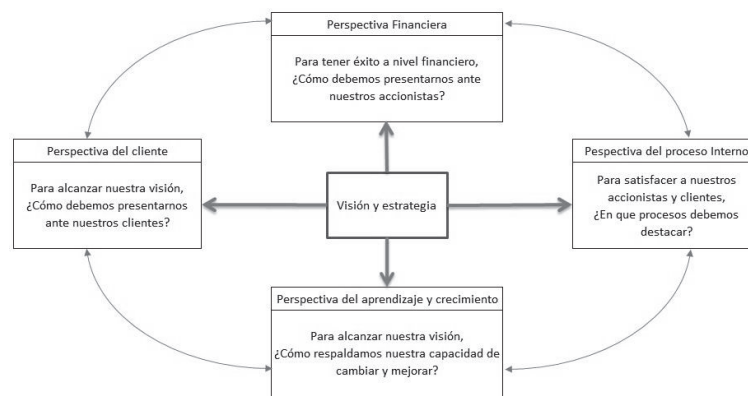 Perspectiva Financiera
Para tener éxito a nivel financiero,
¿Cómo debemos presentarnos ante
nuestros accionistas?
Perspectiva del cliente
Para alcanzar nuestra visión,
¿Cómo debemos presentarnos
ante nuestros clientes?
Visión y estrategia
Pespectiva del proceso Interno
Para satisfacer a nuestros
accionistas y clientes,
¿En que procesos debemos
destacar?
Perspectiva del aprendizaje y crecimiento
Para alcanzar nuestra visión,
¿Cómo respaldamos nuestra capacidad de
cambiar y mejorar?